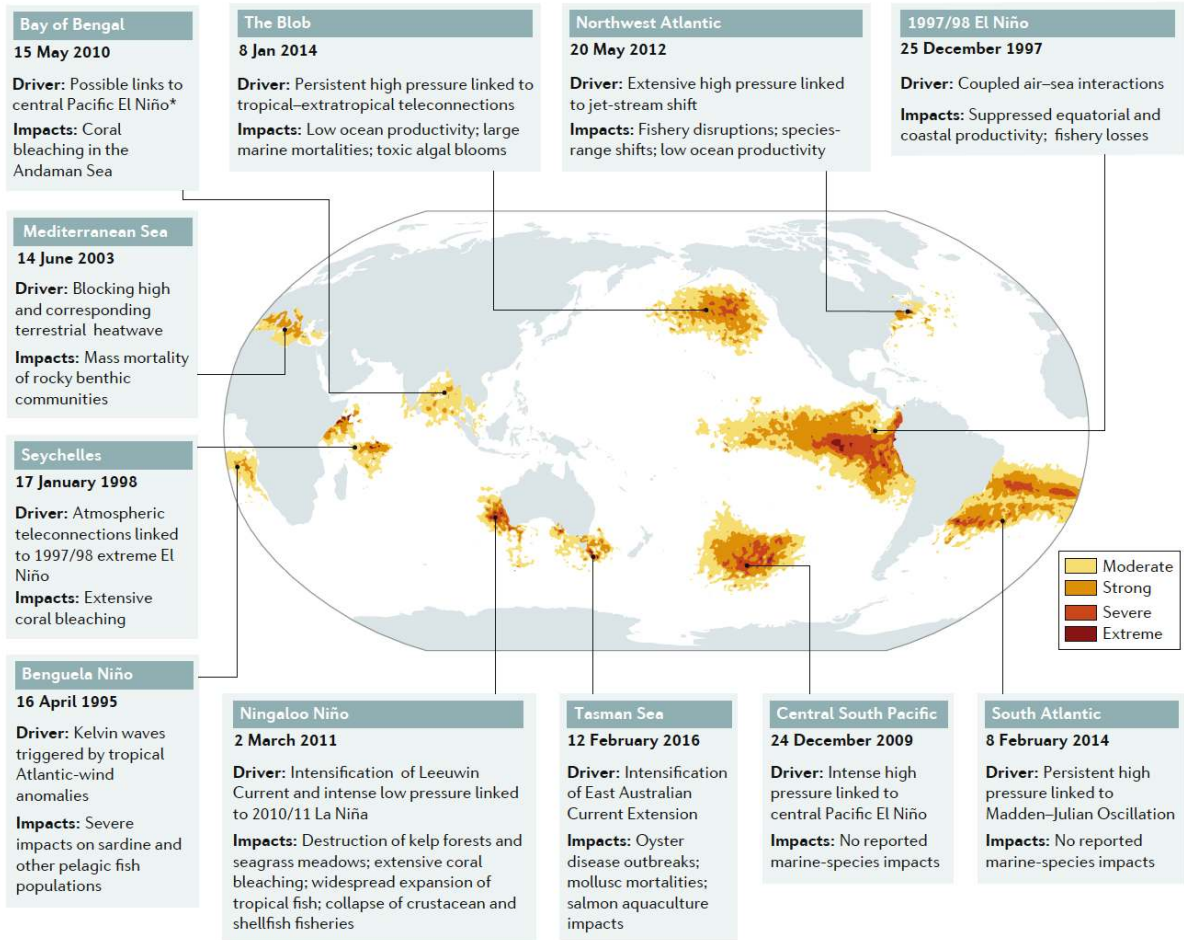 Bay of Bengal
15 May 2010
Driver: Possible links to
central Pacific El Niño*
Impacts: Coral
bleaching in the
Andaman Sea
The Blob
8 Jan 2014
Driver: Persistent high pressure linked to
tropical–extratropical teleconnections
Impacts: Low ocean productivity; large
marine mortalities; toxic algal blooms
Northwest Atlantic
20 May 2012
Driver: Extensive high pressure linked
to jet-stream shift
Impacts: Fishery disruptions; species-
range shifts; low ocean productivity
1997/98 El Niño
25 December 1997
Driver: Coupled air–sea interactions
Impacts: Suppressed equatorial and
coastal productivity; fishery losses
Mediterranean Sea
14 June 2003
Driver: Blocking high
and corresponding
terrestrial heatwave
Impacts: Mass mortality
of rocky benthic
communities
Seychelles
17 January 1998
Driver: Atmospheric
teleconnections linked
to 1997/98 extreme El
Niño
Impacts: Extensive
coral bleaching
Moderate
Strong
Severe
Extreme
Benguela Niño
16 April 1995
Driver: Kelvin waves
triggered by tropical
Atlantic-wind
anomalies
Impacts: Severe
impacts on sardine and
other pelagic fish
populations
Ningaloo Niño
2 March 2011
Driver: Intensification of Leeuwin
Current and intense low pressure linked
to 2010/11 La Niña
Impacts: Destruction of kelp forests and
seagrass meadows; extensive coral
bleaching; widespread expansion of
tropical fish; collapse of crustacean and
shellfish fisheries
Tasman Sea
12 February 2016
Driver: Intensification
of East Australian
Current Extension
Impacts: Oyster
disease outbreaks;
mollusc mortalities;
salmon aquaculture
impacts
Central South Pacific
24 December 2009
Driver: Intense high
pressure linked to
central Pacific El Niño
Impacts: No reported
marine-species impacts
South Atlantic
8 February 2014
Driver: Persistent high
pressure linked to
Madden–Julian Oscillation
Impacts: No reported
marine-species impacts